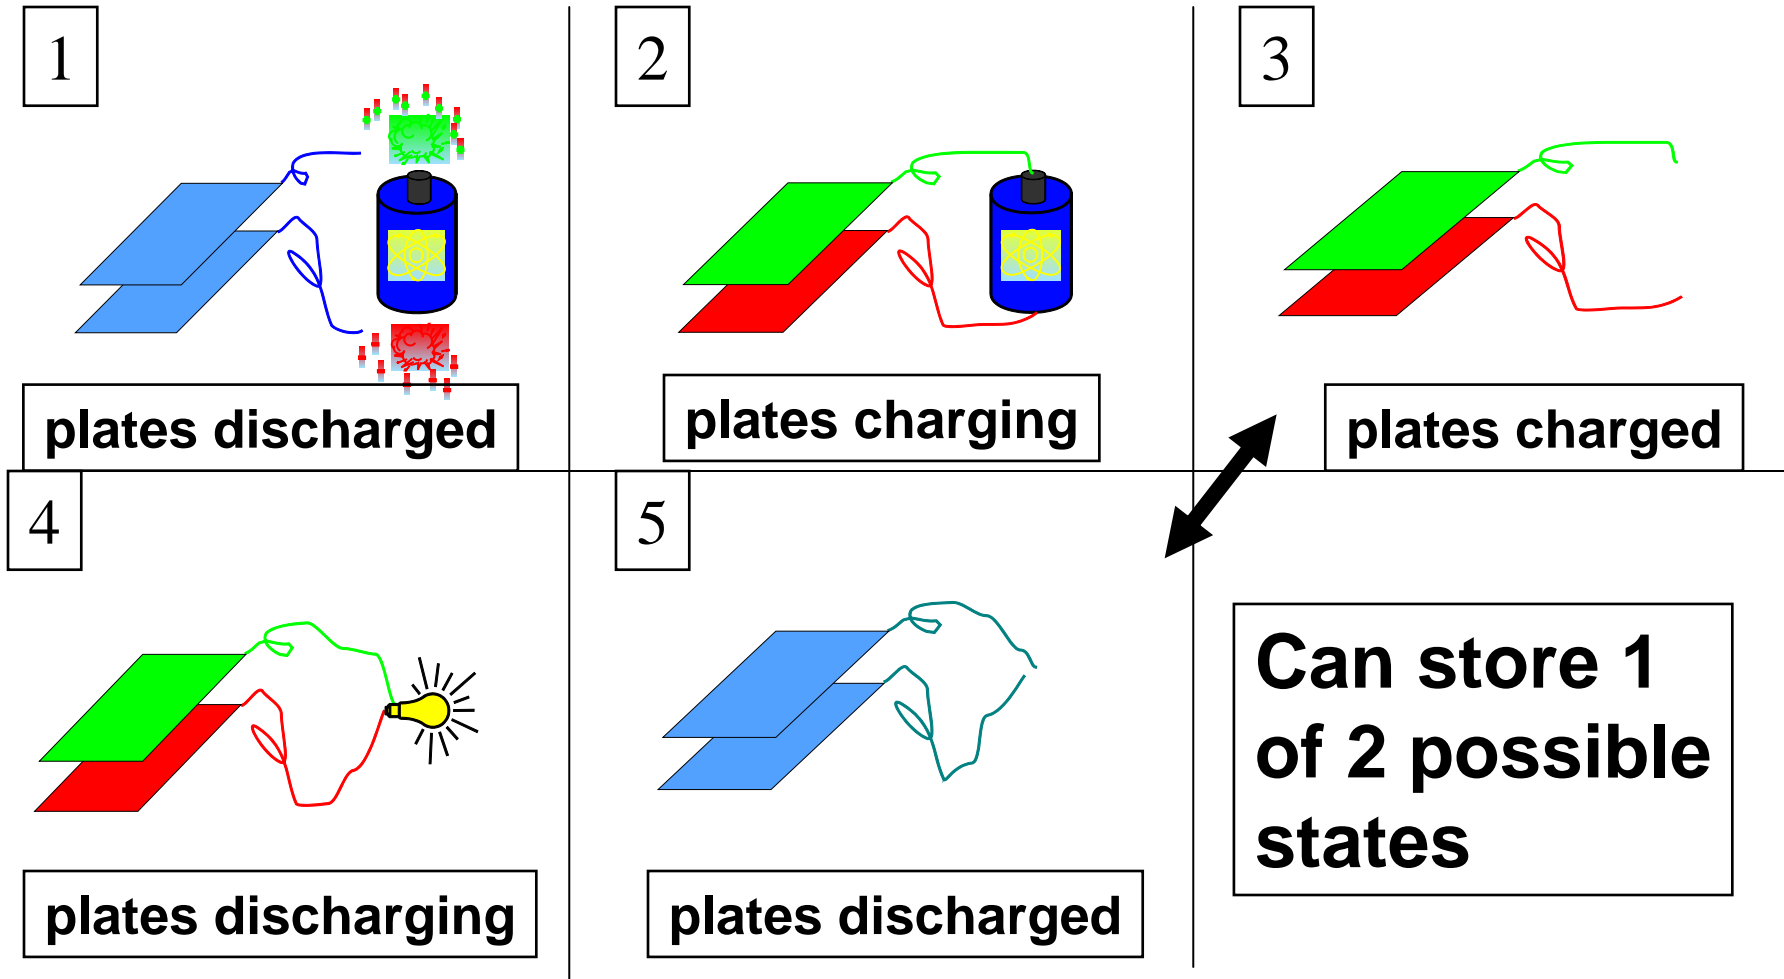 1
plates discharged
2
plates charging
3
plates charged
4
plates discharging
5
plates discharged
Can store 1
of 2 possible
states